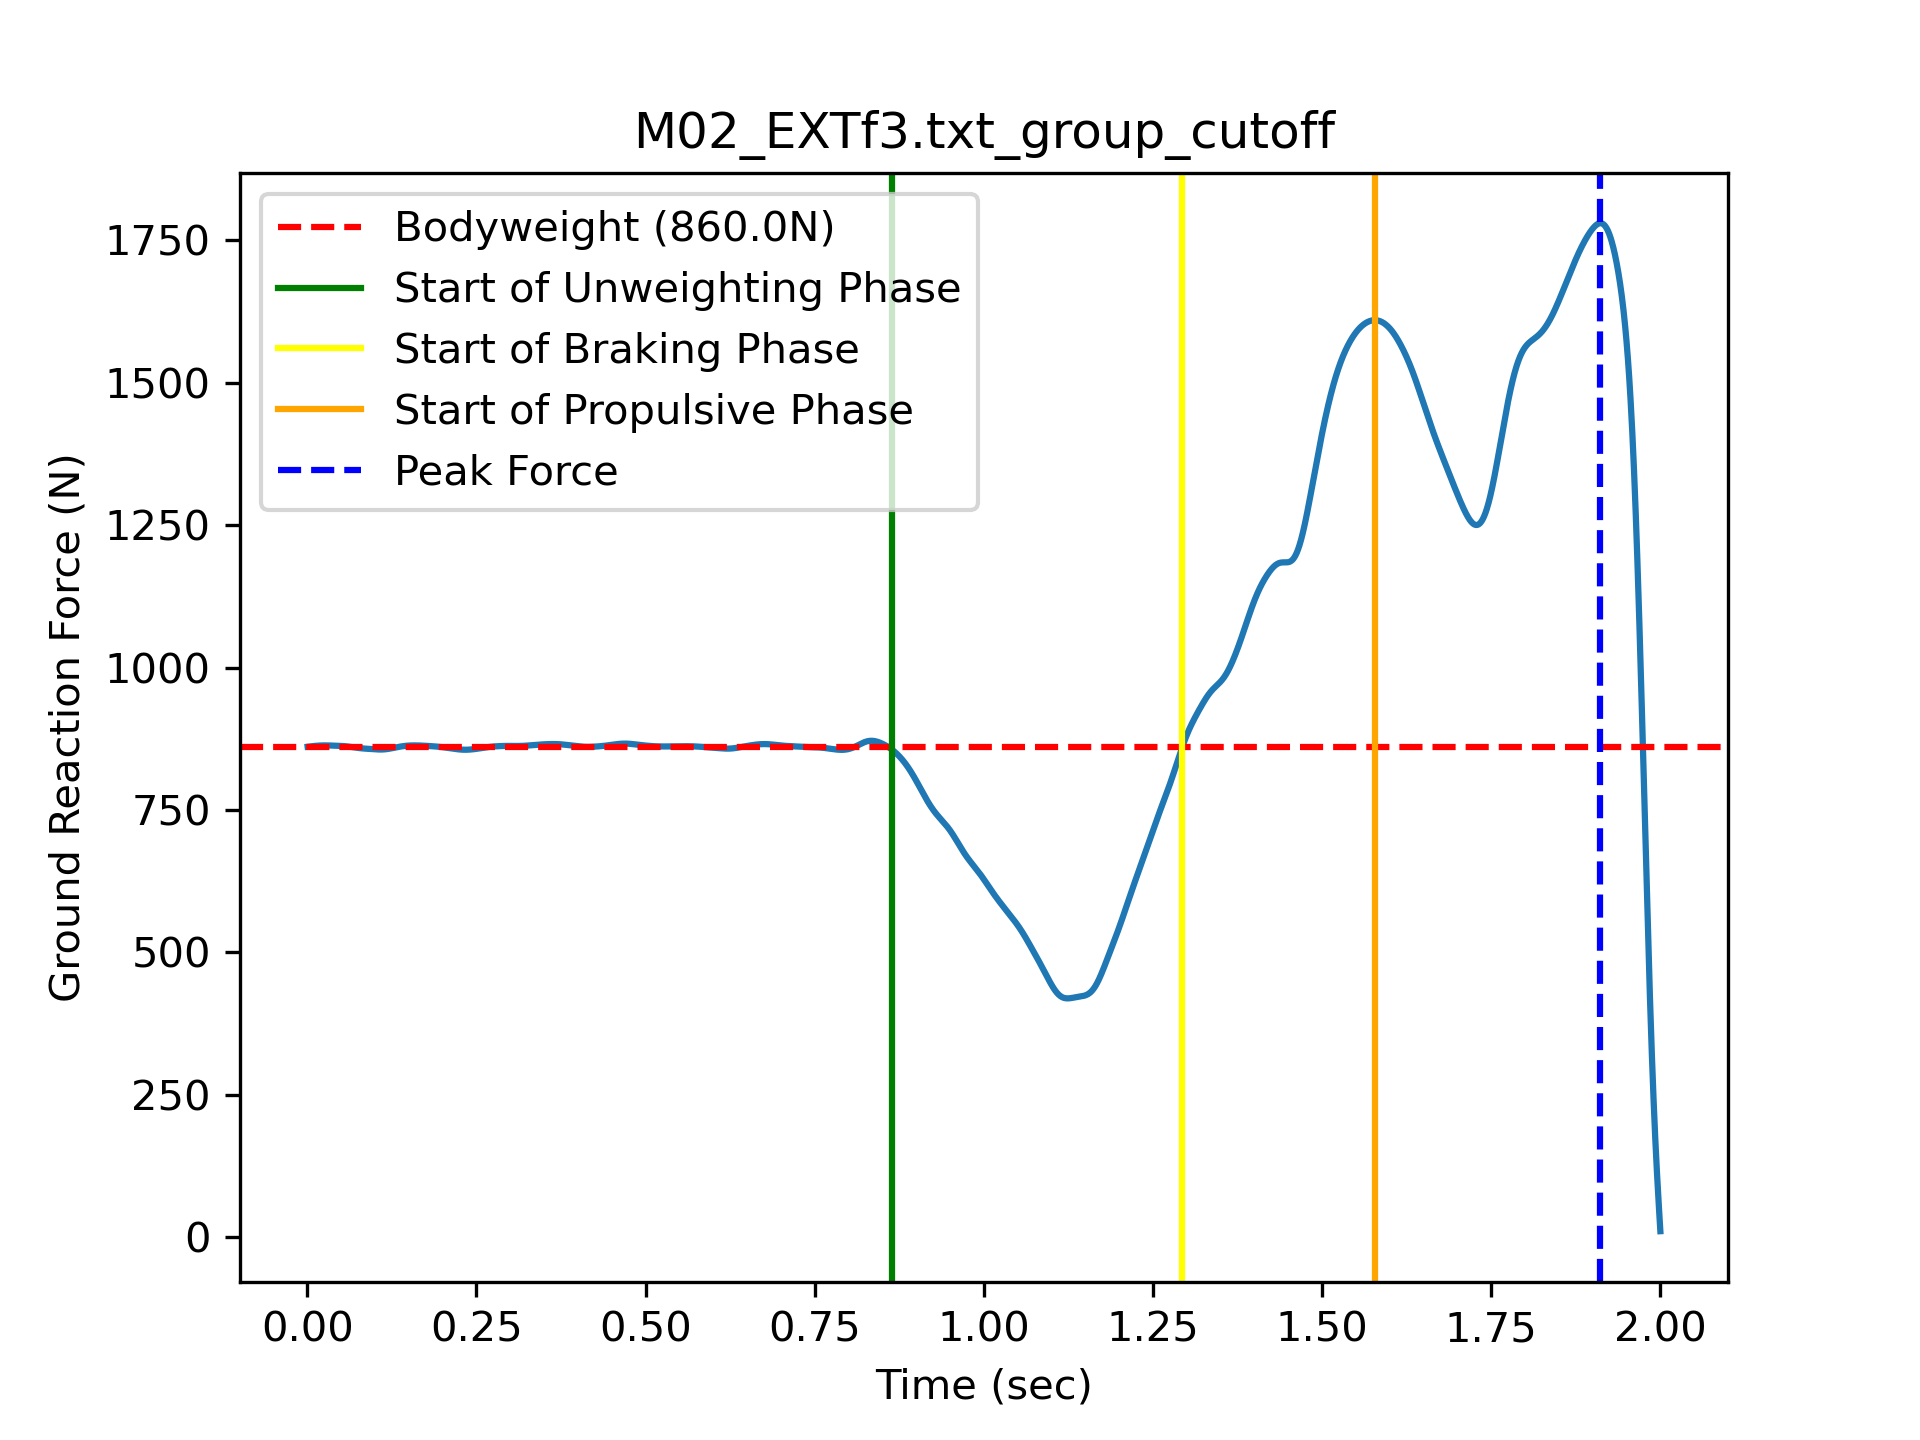 M02_EXTf3.txt_group_cutoff
Bodyweight (860.0N)
Start of Unweighting Phase
Start of Braking Phase
Start of Propulsive Phase
Peak Force
Ground Reaction Force (N)
1750
1500
1250
1000
750
500
250
0
0.00 0.25 0.50 0.75 1.00 1.25 1.50 1.75 2.00
Time (sec)